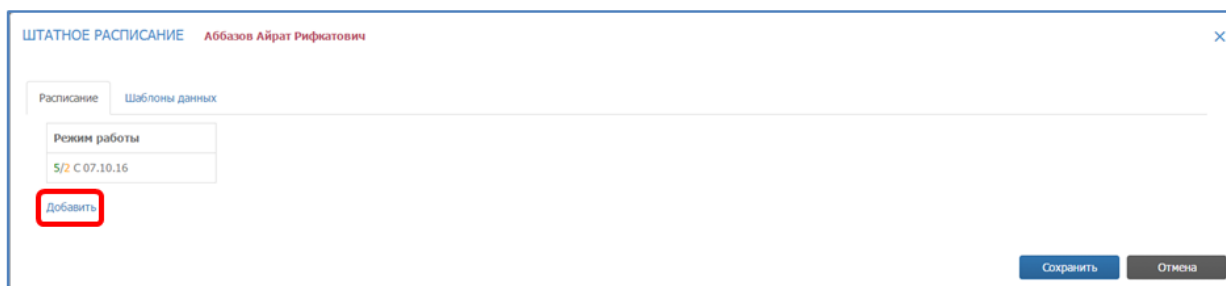 ШТАТНОЕ РАСПИСАНИЕ Аббазов Айрат Рифкатович
Расписание Шаблоны данных
Режим работы
5/2 С 07.10.16
Добавить
Сохранить Отмена